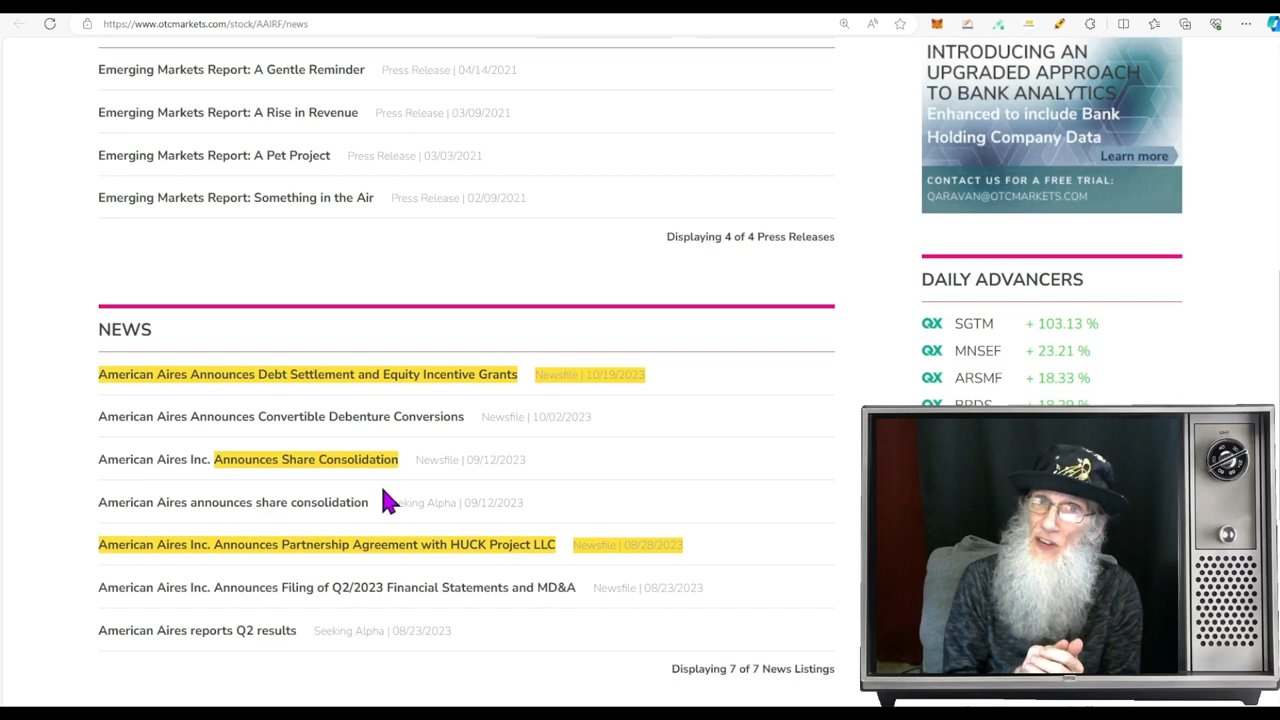 https://www.otcmarkets.com/stock/AAIRF/news
Emerging Markets Report: A Gentle Reminder Press Release | 04/14/2021
Emerging Markets Report: A Rise in Revenue Press Release | 03/09/2021
Emerging Markets Report: A Pet Project Press Release | 03/03/2021
Emerging Markets Report: Something in the Air Press Release | 02/09/2021
Displaying 4 of 4 Press Releases
NEWS
American Aires Announces Debt Settlement and Equity Incentive Grants Newsfile | 10/19/2023
American Aires Announces Convertible Debenture Conversions Newsfile | 10/02/2023
American Aires Inc. Announces Share Consolidation Newsfile | 09/12/2023
American Aires announces share consolidation eking Alpha | 09/12/2023
American Aires Inc. Announces Partnership Agreement with HUCK Project LLC Newsfile | 08/28/2023
American Aires Inc. Announces Filing of Q2/2023 Financial Statements and MD&A Newsfile | 08/23/2023
American Aires reports Q2 results Seeking Alpha | 08/23/2023
Displaying 7 of 7 News Listings
INTRODUCING AN
UPGRADED APPROACH
TO BANK ANALYTICS
Enhanced to include Bank
Holding Company Data
Learn more
CONTACT US FOR A FREE TRIAL:
QARAVAN@OTCMARKETS.COM
DAILY ADVANCERS
QX SGTM + 103.13 %
QX MNSEF + 23.21 %
QX ARSMF + 18.33 %
UHF